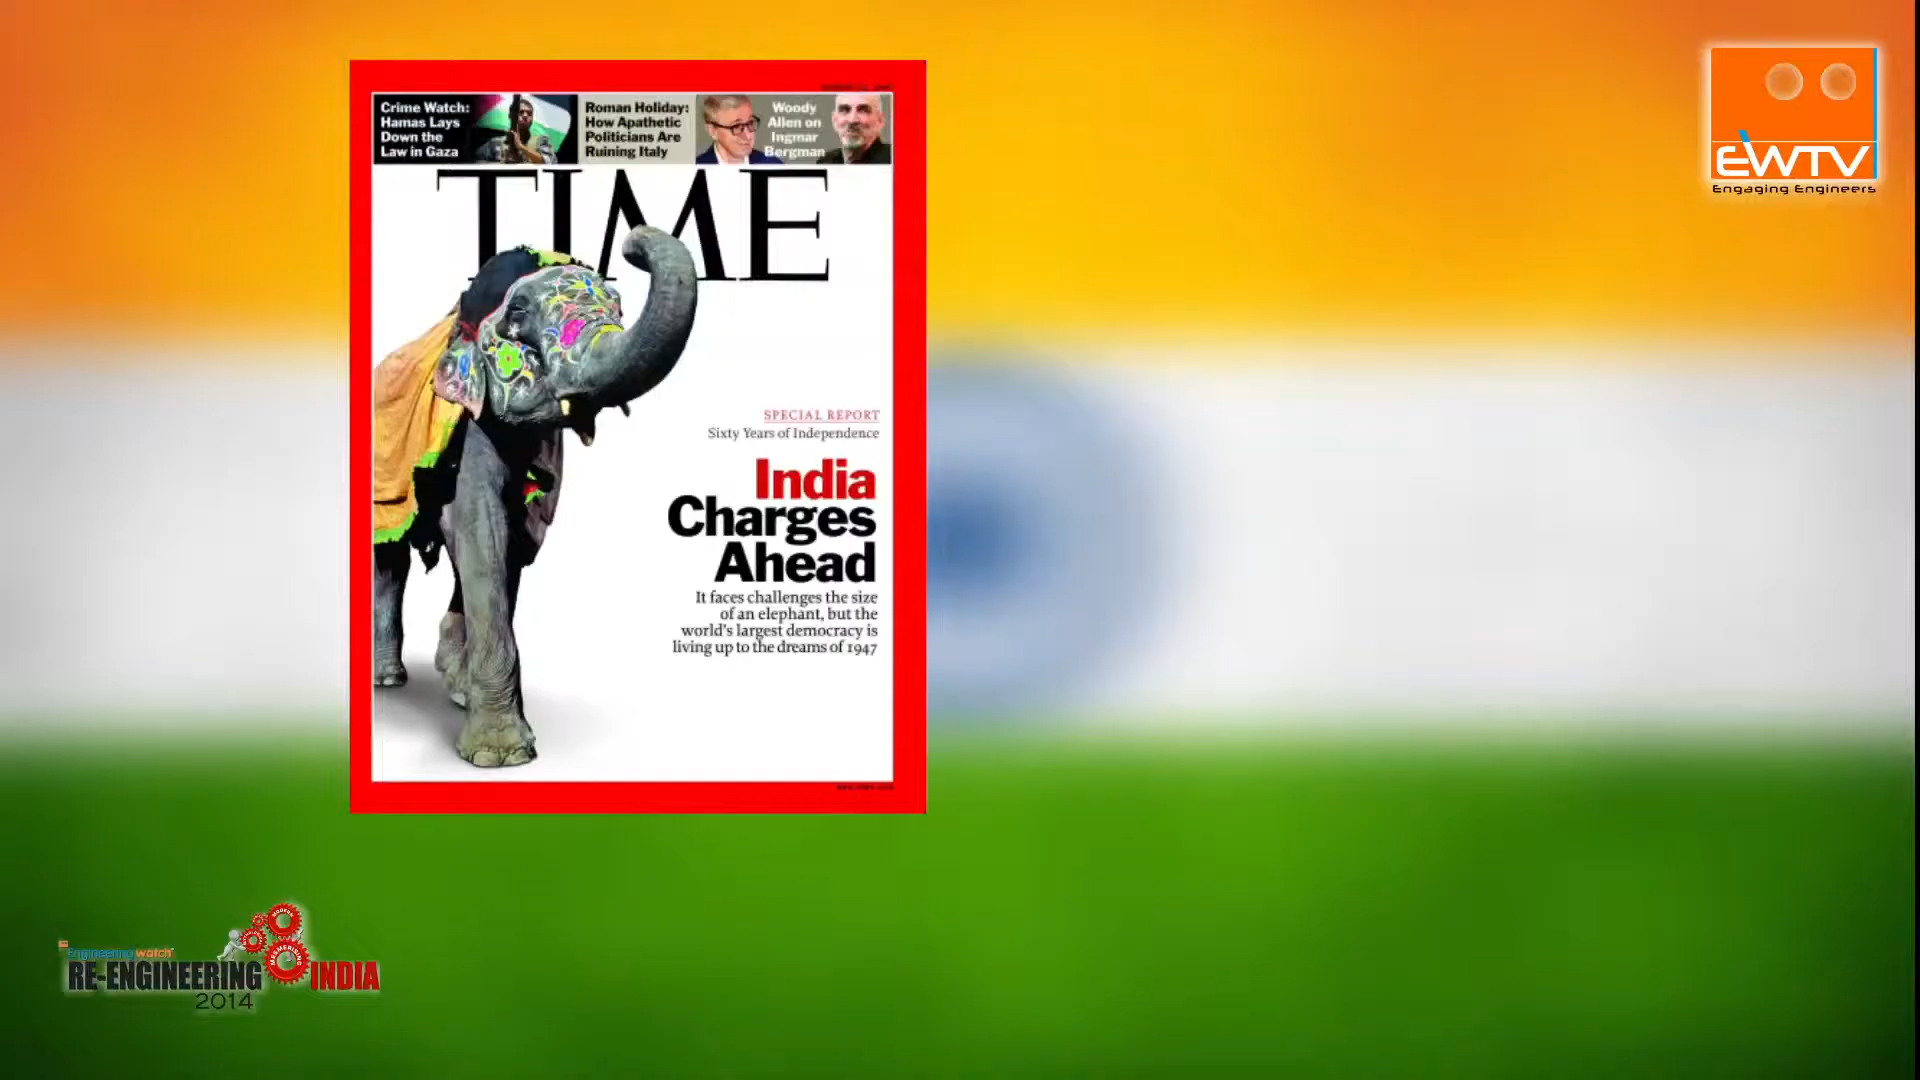 Crime Watch:
Hamas Lays
Down the
Law in Gaza
Roman Holiday:
How Apathetic
Politicians Are
Ruining Italy
Woody
Allen on
Ingmar
Bergman
TIME
SPECIAL REPORT
Sixty Years of Independence
India
Charges
Ahead
It faces challenges the size
of an elephant, but the
world's largest democracy is
living up to the dreams of 1947
EWTV
Engaging Engineers
Engineering watch
RE-ENGINEERING INDIA
2014
MESMERISING